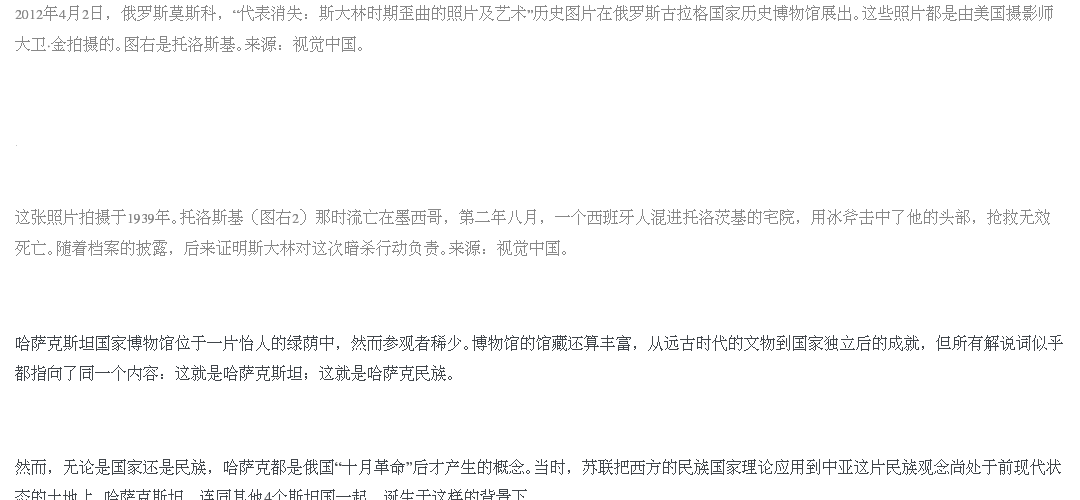 2012年4月2日，俄罗斯莫斯科，“代表消失：斯大林时期歪曲的照片及艺术”历史图片在俄罗斯古拉格国家历史博物馆展出。这些照片都是由美国摄影师
大卫·金拍摄的。图右是托洛斯基。来源：视觉中国。
这张照片拍摄于1939年。托洛斯基（图右2）那时流亡在墨西哥，第二年八月，一个西班牙人混进托洛茨基的宅院，用冰斧击中了他的头部，抢救无效
死亡。随着档案的披露，后来证明斯大林对这次暗杀行动负责。来源：视觉中国。
哈萨克斯坦国家博物馆位于一片怡人的绿荫中，然而参观者稀少。博物馆的馆藏还算丰富，从远古时代的文物到国家独立后的成就，但所有解说词似乎
都指向了同一个内容：这就是哈萨克斯坦；这就是哈萨克民族。
然而，无论是国家还是民族，哈萨克都是俄国“十月革命”后才产生的概念。当时，苏联把西方的民族国家理论应用到中亚这片民族观念尚处于前现代状
态的土地上，哈萨克斯坦，连同其他4个斯坦国一起，诞生于这样的背景下。